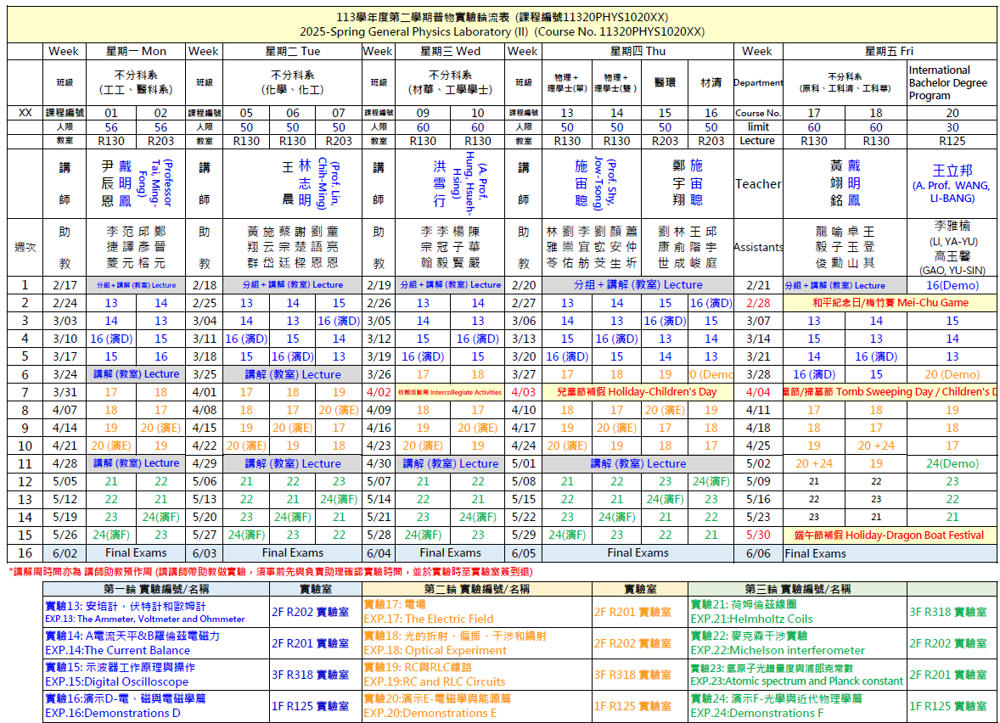 113學年度第二學期普物實驗輪流表 (課程編號11320PHYS1020XX)
2025-Spring General Physics Laboratory (II)  (Course No. 11320PHYS1020XX)
Week 星期一 Mon Week 星期二 Tue Week 星期三 Wed Week 星期四 Thu Week 星期五 Fri
班級 不分科系 (工工、醫科系) 班級 不分科系 (化學、化工) 班級 不分科系 (材華、工學學士) 班級 物理+ 理學士(單) 物理+ 理學士(雙) 醫環 材清 Department 不分科系 (原科、工科清、工科華) International Bachelor Degree Program
XX 課程編號 01 02 課程編號 05 06 07 課程編號 09 10 課程編號 13 14 15 16 Course No. 17 18 20
人限 56 56 人限 50 50 50 人限 60 60 人限 50 50 50 50 limit 60 60 30
教室 R130 R203 教室 R130 R130 R203 教室 R130 R130 教室 R130 R130 R203 R203 Lecture R130 R130 R125
講師 尹辰恩 戴明鳳 (Professor Tai, Ming-Fong) 講師 王晨 林志明 (Prof. Lin, Chih-Ming) 講師 洪雪行 (A. Prof. Hung, Hsueh-Hsing) 講師 施宙聰 (Prof. Shy, Jow-Tsong) 鄭宇翔 施宙聰 Teacher 黃翊銘 戴明鳳 王立邦 (A. Prof. WANG, LI-BANG)
週次 助教 李捷菱 范譯元 邱彥榕 鄭晉元 助教 黃翔群 施云岱 蔡宗廷 謝楚樑 劉語恩 童亮恩 助教 李宗翰 李冠毅 楊子賢 陳華嚴 助教 林雅苓 劉崇佑 李宜舫 劉㤈芠 顏安生 蕭仲圻 劉康世 林俞成 王階峻 邱宇庭 Assistants 龍毅俊 喻子勳 卓玉山 王登其 李雅榆 (LI, YA-YU) 高玉馨 (GAO, YU-SIN)
1 2/17 分組+講解 (教室) Lecture 2/18 分組+講解 (教室) Lecture 2/19 分組+講解 (教室) Lecture 2/20 分組+講解 (教室) Lecture 2/21 分組+講解 (教室) Lecture 16(Demo)
2 2/24 13 14 2/25 13 14 15 2/26 13 14 2/27 13 14 15 16 (演D) 2/28 和平紀念日/梅竹賽 Mei-Chu Game
3 3/03 14 13 3/04 14 13 16 (演D) 3/05 14 13 3/06 14 13 16 (演D) 15 3/07 13 14 15
4 3/10 16 (演D) 15 3/11 16 (演D) 15 14 3/12 15 16 (演D) 3/13 15 16 (演D) 13 14 3/14 15 13 14
5 3/17 15 16 3/18 15 16 (演D) 13 3/19 16 (演D) 15 3/20 16 (演D) 15 14 13 3/21 14 16 (演D) 13
6 3/24 講解 (教室) Lecture 3/25 講解 (教室) Lecture 3/26 17 18 3/27 17 18 19 20 (Demo 3/28 16 (演D) 15 20 (Demo)
7 3/31 17 18 4/01 17 18 19 4/02 校際活動周 Intercollegiate Activities 4/03 兒童節補假 Holiday-Children's Day 4/04 童節/掃墓節 Tomb Sweeping Day / Children's D
8 4/07 18 17 4/08 18 17 20 (演E) 4/09 18 17 4/10 18 17 20 (演E) 19 4/11 17 18 19
9 4/14 19 20 (演E) 4/15 19 20 (演E) 17 4/16 19 20 (演E) 4/17 19 20 (演E) 17 18 4/18 18 17 18
10 4/21 20 (演E) 19 4/22 20 (演E) 19 18 4/23 20 (演E) 19 4/24 20 (演E) 19 18 17 4/25 19 20 +24 17
11 4/28 講解 (教室) Lecture 4/29 講解 (教室) Lecture 4/30 講解 (教室) Lecture 5/01 講解 (教室) Lecture 5/02 20 +24 19 24(Demo)
12 5/05 21 22 5/06 21 22 23 5/07 21 22 5/08 21 22 23 24(演F) 5/09 21 22 23
13 5/12 22 21 5/13 22 21 24(演F) 5/14 22 21 5/15 22 21 24(演F) 23 5/16 22 23 22
14 5/19 23 24(演F) 5/20 23 24(演F) 21 5/21 23 24(演F) 5/22 23 24(演F) 21 22 5/23 23 21 21
15 5/26 24(演F) 23 5/27 24(演F) 23 22 5/28 24(演F) 23 5/29 24(演F) 23 22 21 5/30 端午節補假 Holiday-Dragon Boat Festival
16 6/02 Final Exams 6/03 Final Exams 6/04 Final Exams 6/05 Final Exams 6/06 Final Exams
*講解周時間亦為 講師助教預作周 (請講師帶助教做實驗，須事前先與負責助理確認實驗時間，並於實驗時至實驗室簽到退)
第一輪 實驗編號/名稱 實驗室 第二輪 實驗編號/名稱 實驗室 第三輪 實驗編號/名稱
實驗13: 安培計，伏特計和歐姆計 2F R202 實驗室 實驗17: 電場 2F R201 實驗室 實驗21: 荷姆倫茲線圈 3F R318 實驗室
EXP.13: The Ammeter, Voltmeter and Ohmmeter EXP.17: The Electric Field EXP.21:Helmholtz Coils
實驗14: A電流天平&B羅倫茲電磁力 2F R201 實驗室 實驗18: 光的折射、偏振、干涉和繞射 2F R202 實驗室 實驗22: 麥克森干涉實驗 2F R202 實驗室
EXP.14:The Current Balance EXP.18: Optical Experiment EXP.22:Michelson interferometer
實驗15: 示波器工作原理與操作 3F R318 實驗室 實驗19: RC與RLC線路 3F R318 實驗室 實驗23: 氫原子光譜量度與浦郎克常數 2F R201 實驗室
EXP.15:Digital Oscilloscope EXP.19:RC and RLC Circuits EXP.23:Atomic spectrum and Planck constant
實驗16:演示D-電、磁與電磁學篇 1F R125 實驗室 實驗20:演示E-電磁學與能源篇 1F R125 實驗室 實驗24: 演示F-光學與近代物理學篇 1F R125 實驗室
EXP.16:Demonstrations D EXP.20:Demonstrations E EXP.24:Demonstrations F